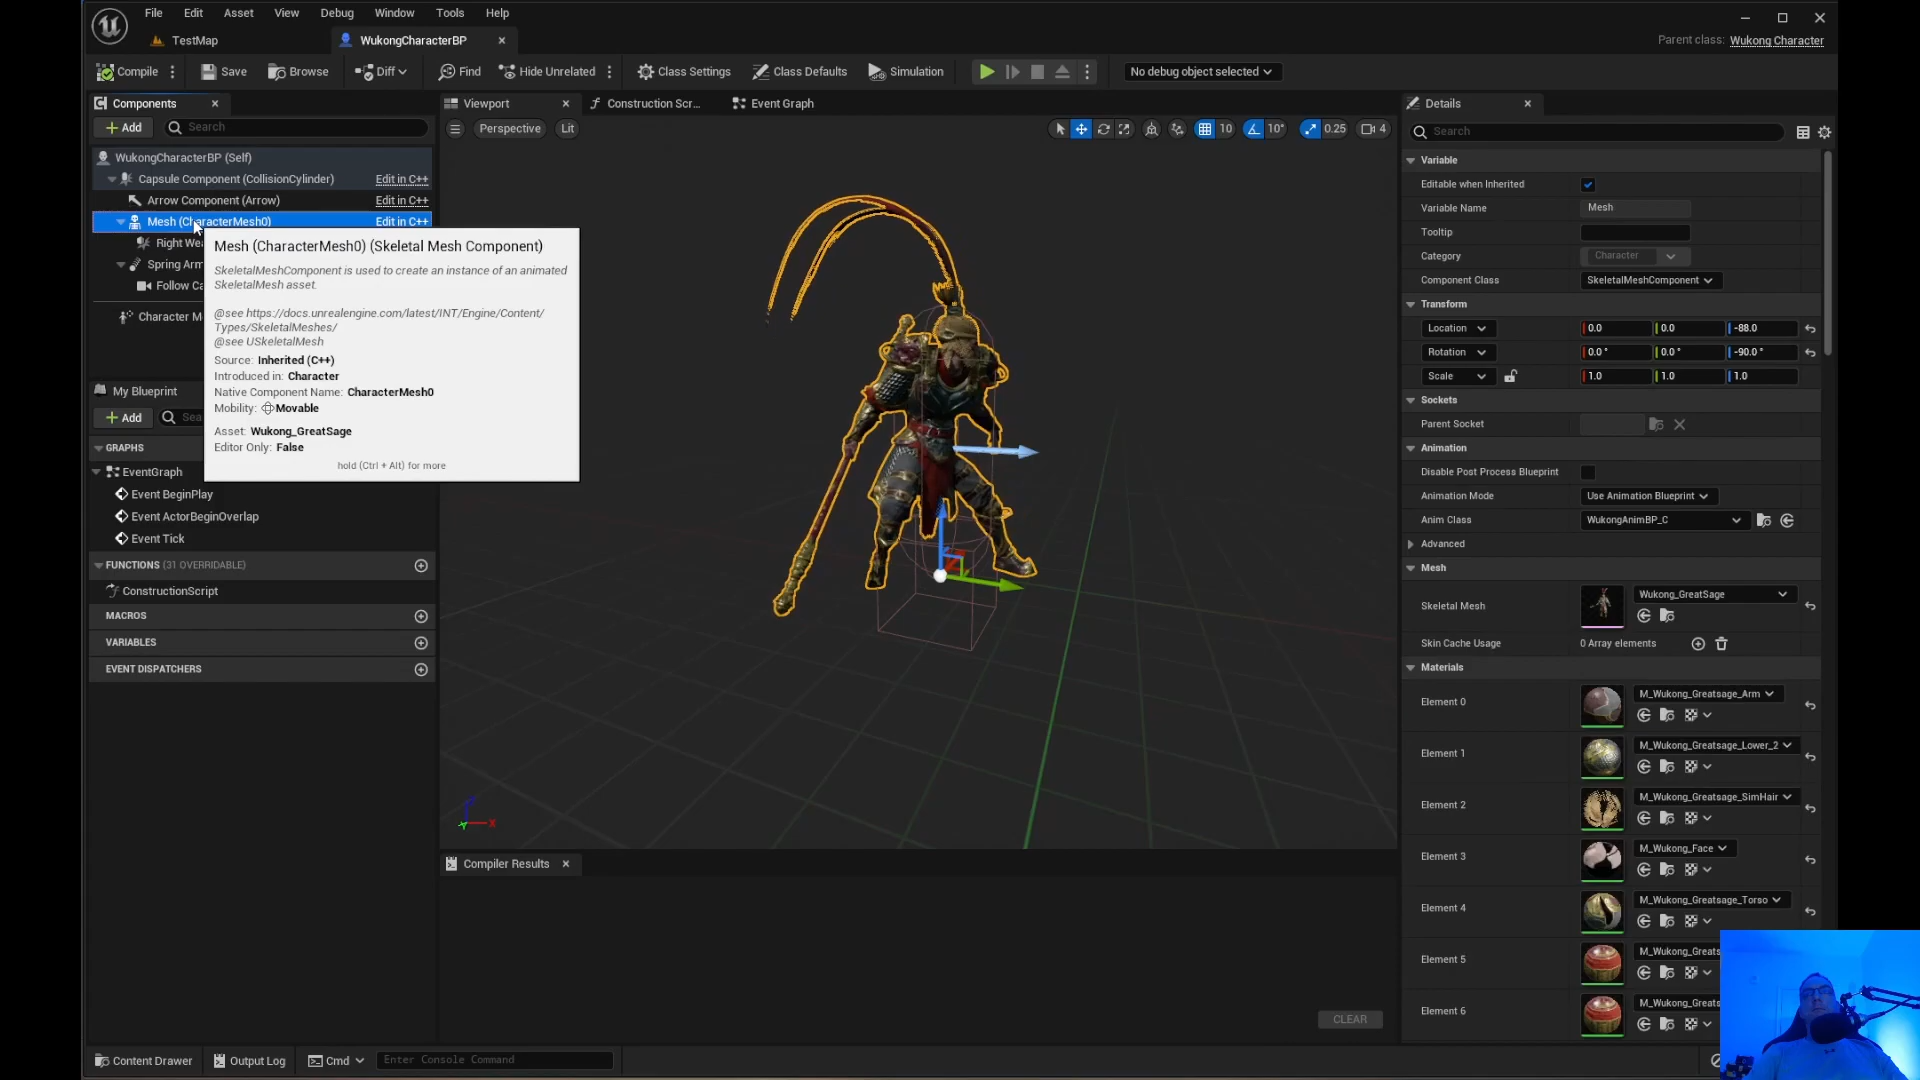 File Edit Asset View Debug Window Tools Help
TestMap
WukongCharacterBP
Parent class: Wukong Character
Compile
Save
Browse
Diff
Find
Hide Unrelated
Class Settings
Class Defaults
Simulation
No debug object selected
Components
Add
Search
WukongCharacterBP (Self)
Capsule Component (CollisionCylinder) Edit in C++
Arrow Component (Arrow) Edit in C++
Mesh (CharacterMesh0) Edit in C++
Right We
Spring Arm
Follow Ca
Character M
Mesh (CharacterMesh0) (Skeletal Mesh Component)
SkeletalMeshComponent is used to create an instance of an animated
SkeletalMesh asset.
@see https://docs.unrealengine.com/latest/INT/Engine/Content/
Types/SkeletalMeshes/
@see USkeletalMesh
Source: Inherited (C++)
Introduced in: Character
Native Component Name: CharacterMesh0
Mobility: Movable
Asset: Wukong_GreatSage
Editor Only: False
hold (Ctrl + Alt) for more
My Blueprint
Add
Sea
GRAPHS
EventGraph
Event BeginPlay
Event ActorBeginOverlap
Event Tick
FUNCTIONS (31 OVERRIDABLE)
ConstructionScript
MACROS
VARIABLES
EVENT DISPATCHERS
Viewport
Construction Scr...
Event Graph
Perspective
Lit
10
10°
0.25
4
X
Compiler Results
CLEAR
Details
Search
Variable
Editable when Inherited
Variable Name Mesh
Tooltip
Category Character
Component Class SkeletalMeshComponent
Transform
Location 0.0 0.0 -88.0
Rotation 0.0 ° 0.0 ° -90.0 °
Scale 1.0 1.0 1.0
Sockets
Parent Socket
Animation
Disable Post Process Blueprint
Animation Mode Use Animation Blueprint
Anim Class WukongAnimBP_C
Advanced
Mesh
Skeletal Mesh Wukong_GreatSage
Skin Cache Usage 0 Array elements
Materials
Element 0 M_Wukong_Greatsage_Arm
Element 1 M_Wukong_Greatsage_Lower_2
Element 2 M_Wukong_Greatsage_SimHair
Element 3 M_Wukong_Face
Element 4 M_Wukong_Greatsage_Torso
Element 5 M_Wukong_Greats
Element 6 M_Wukong_Greats
Content Drawer
Output Log
Cmd
Enter Console Command